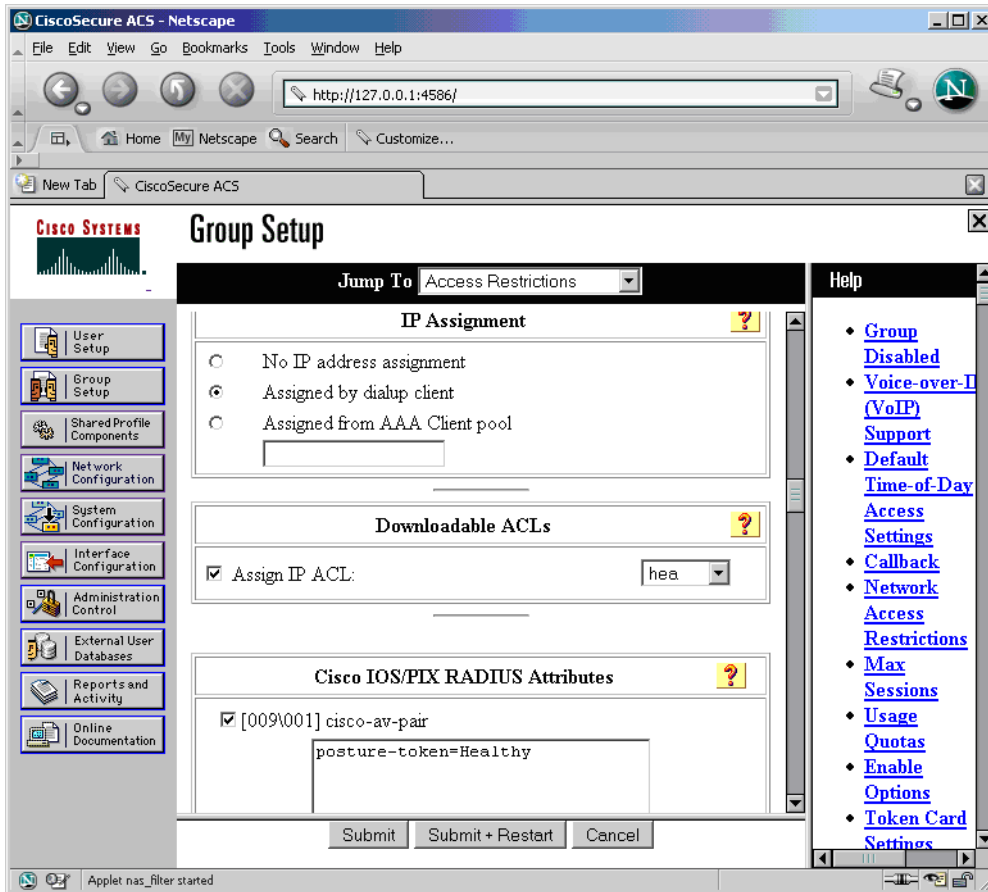 CiscoSecure ACS - Netscape
File Edit View Go Bookmarks Tools Window Help
http://127.0.0.1:4586/
N
Home My Netscape Search Customize...
New Tab CiscoSecure ACS
CISCO SYSTEMS
Group Setup
Jump To Access Restrictions
Help
User
Setup
Group
Setup
Shared Profile
Components
Network
Configuration
System
Configuration
Interface
Configuration
Administration
Control
External User
Databases
Reports and
Activity
Online
Documentation
IP Assignment
?
No IP address assignment
Assigned by dialup client
Assigned from AAA Client pool
Downloadable ACLs
?
Assign IP ACL:
hea
Cisco IOS/PIX RADIUS Attributes
?
[009\001] cisco-av-pair
posture-token=Healthy
Submit Submit + Restart Cancel
Group
Disabled
Voice-over-I
(VoIP)
Support
Default
Time-of-Day
Access
Settings
Callback
Network
Access
Restrictions
Max
Sessions
Usage
Quotas
Enable
Options
Token Card
Settings
Applet nas_filter started